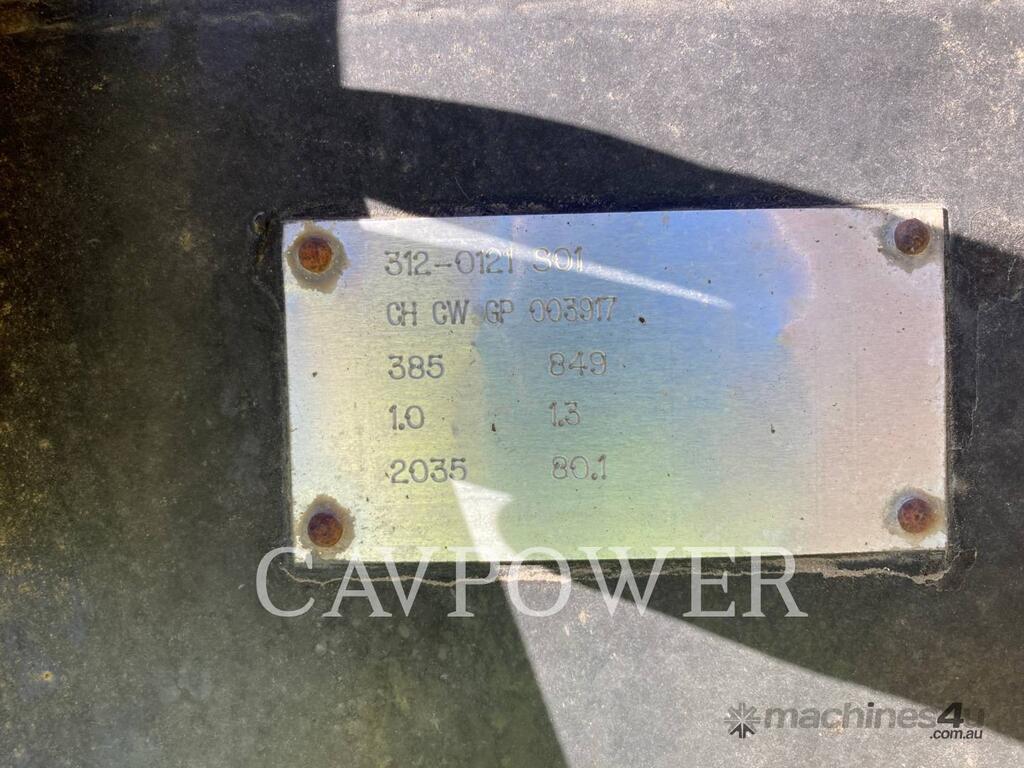 312-0121 S01
CH CW GP 003917
385 849
1.0 1.3
2035 80.1
CAVPOWER
machines4u
.com.au